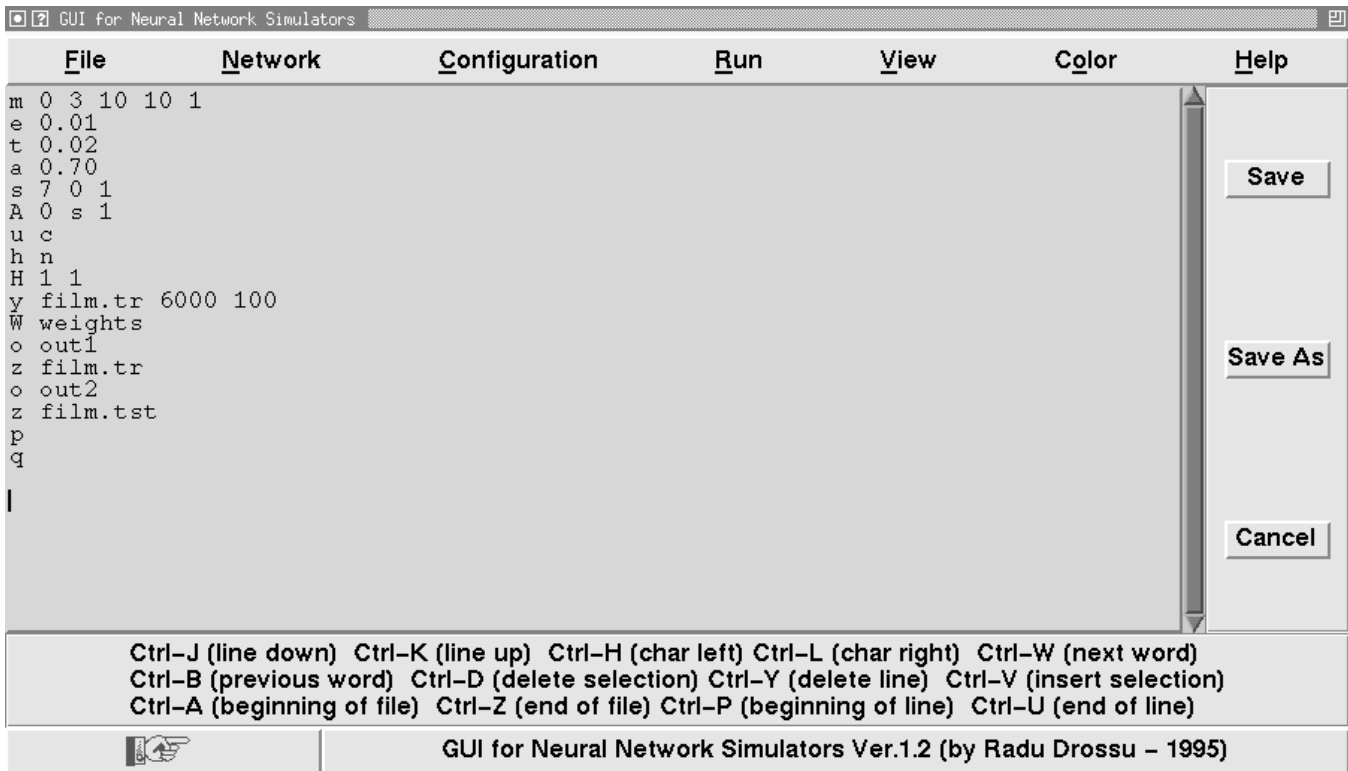 GUI for Neural Network Simulators
File Network Configuration Run View Color Help
m 0 3 10 10 1
e 0.01
t 0.02
a 0.70
s 7 0 1
A 0 s 1
u c
h n
H 1 1
y film.tr 6000 100
W weights
o out1
z film.tr
o out2
z film.tst
p
q
Save
Save As
Cancel
Ctrl–J (line down) Ctrl–K (line up) Ctrl–H (char left) Ctrl–L (char right) Ctrl–W (next word)
Ctrl–B (previous word) Ctrl–D (delete selection) Ctrl–Y (delete line) Ctrl–V (insert selection)
Ctrl–A (beginning of file) Ctrl–Z (end of file) Ctrl–P (beginning of line) Ctrl–U (end of line)
GUI for Neural Network Simulators Ver.1.2 (by Radu Drossu – 1995)